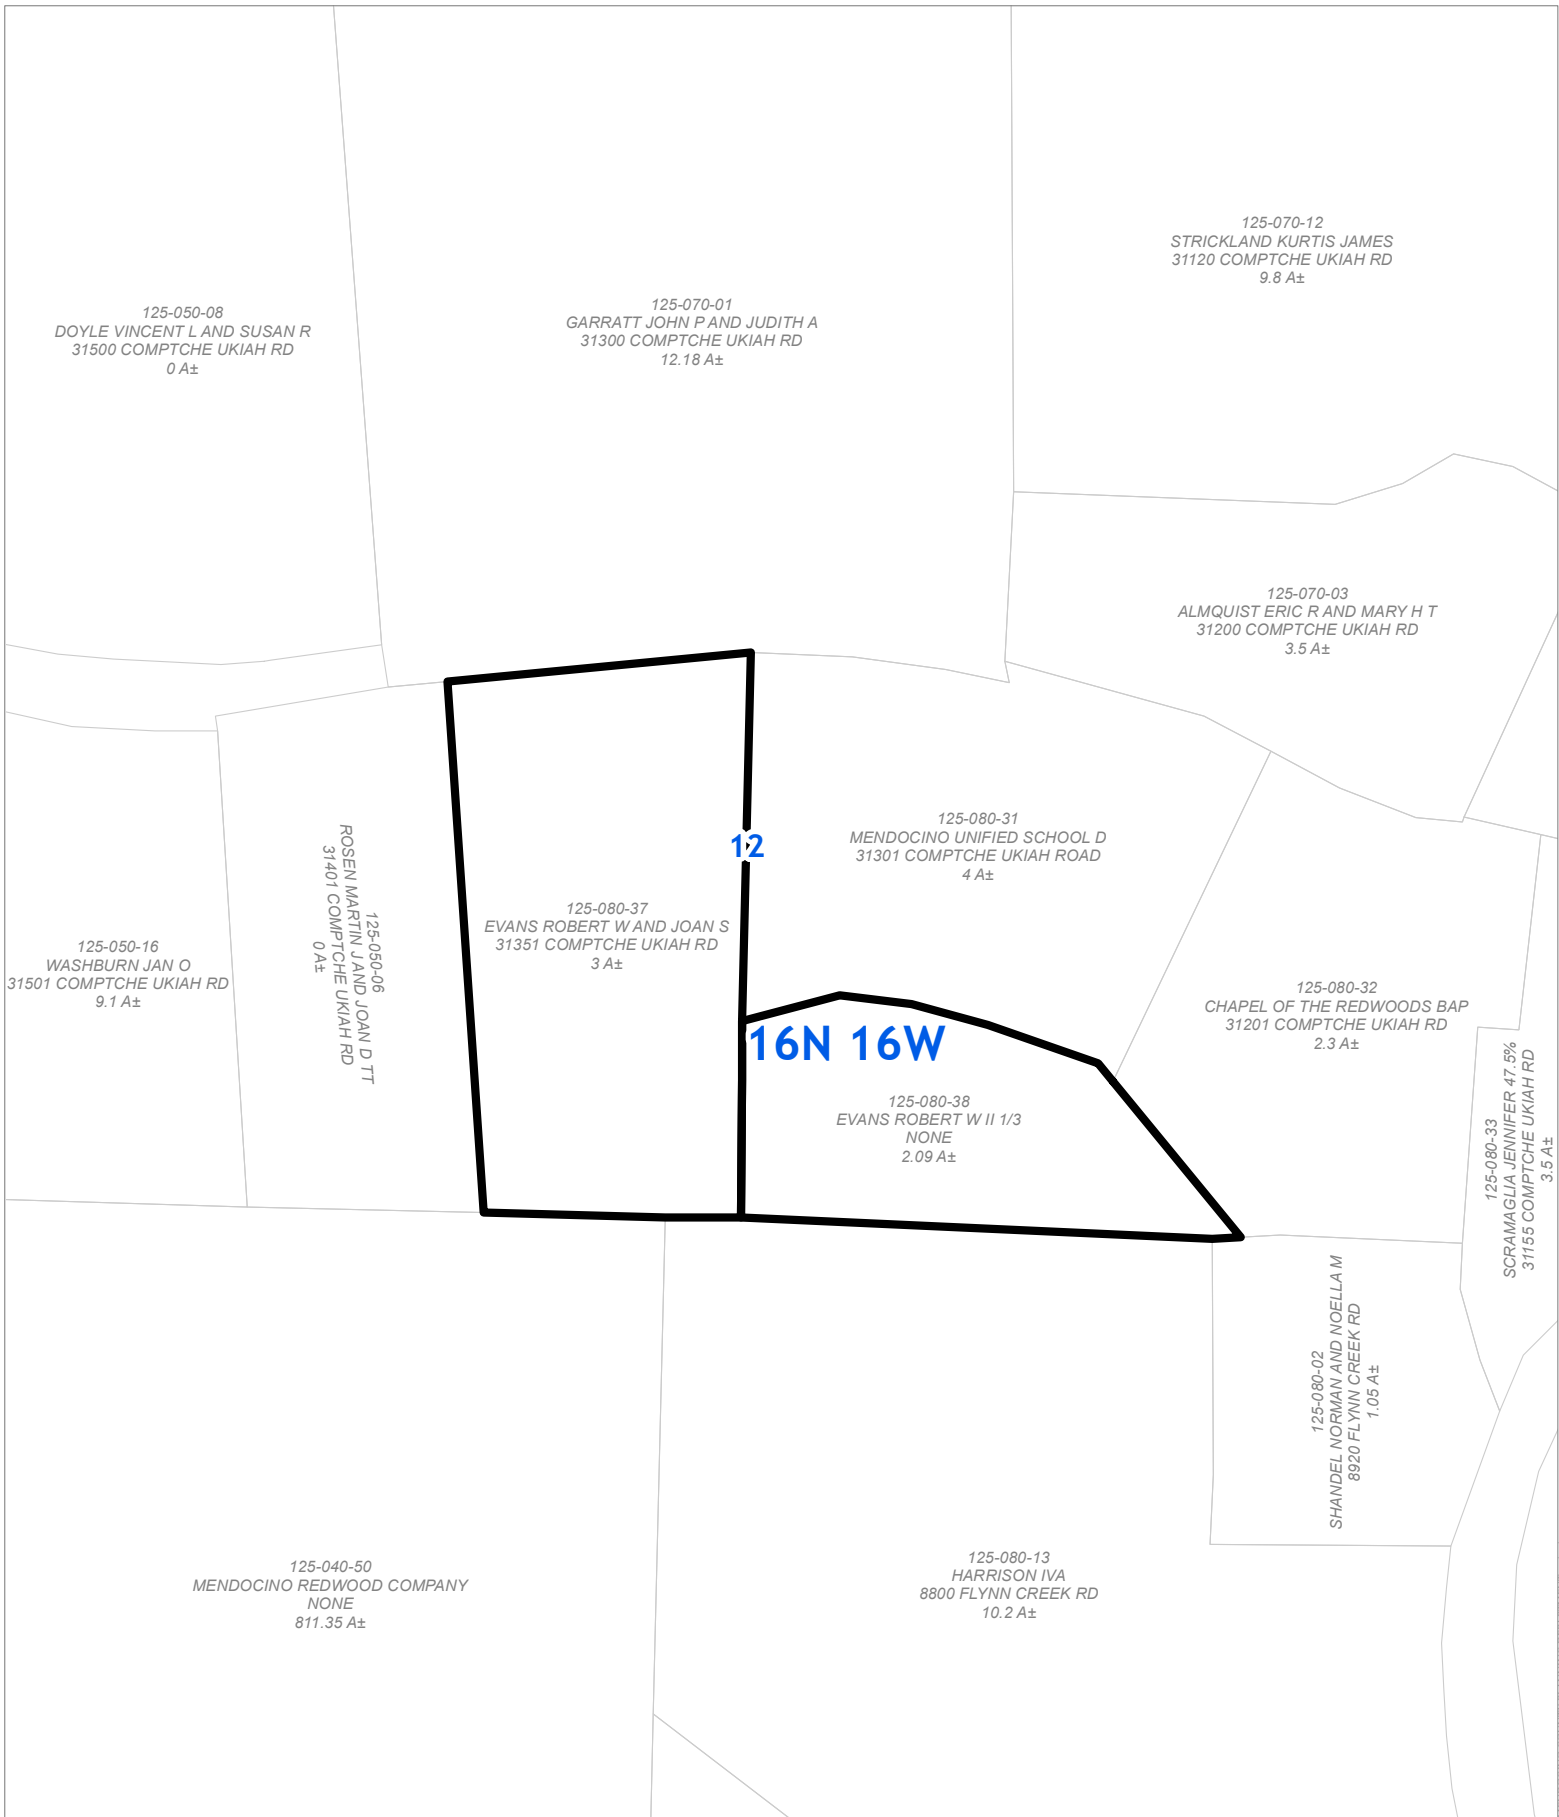 125-070-12
STRICKLAND KURTIS JAMES
31120 COMPTCHE UKIAH RD
9.8 A±
125-050-08
DOYLE VINCENT L AND SUSAN R
31500 COMPTCHE UKIAH RD
0 A±
125-070-01
GARRATT JOHN P AND JUDITH A
31300 COMPTCHE UKIAH RD
12.18 A±
125-070-03
ALMQUIST ERIC R AND MARY H T
31200 COMPTCHE UKIAH RD
3.5 A±
125-080-31
MENDOCINO UNIFIED SCHOOL D
31301 COMPTCHE UKIAH ROAD
4 A±
12
125-050-06
ROSEN MARTIN J AND JOAN D TT
31401 COMPTCHE UKIAH RD
0 A±
125-080-37
EVANS ROBERT W AND JOAN S
31351 COMPTCHE UKIAH RD
3 A±
125-050-16
WASHBURN JAN O
31501 COMPTCHE UKIAH RD
9.1 A±
125-080-32
CHAPEL OF THE REDWOODS BAP
31201 COMPTCHE UKIAH RD
2.3 A±
16N 16W
125-080-38
EVANS ROBERT W II 1/3
NONE
2.09 A±
125-080-33
SCRAMAGLIA JENNIFER 47.5%
31155 COMPTCHE UKIAH RD
3.5 A±
125-080-02
SHANDEL NORMAN AND NOELLA M
8920 FLYNN CREEK RD
1.05 A±
125-040-50
MENDOCINO REDWOOD COMPANY
NONE
811.35 A±
125-080-13
HARRISON IVA
8800 FLYNN CREEK RD
10.2 A±